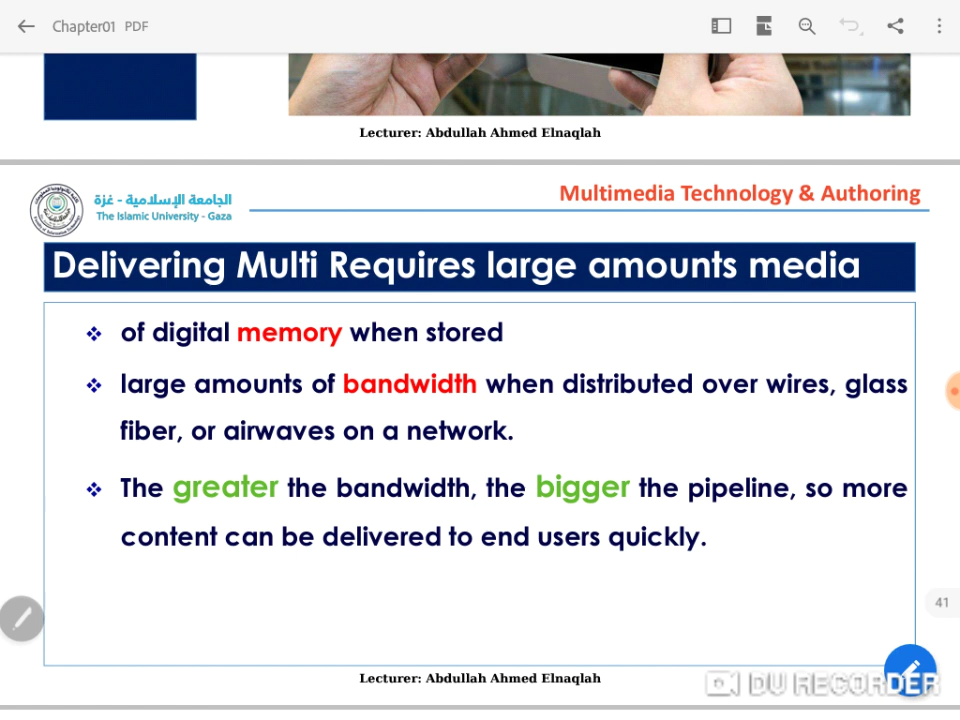 Chapter01 PDF
Lecturer: Abdullah Ahmed Elnaqlah
الجامعة الإسلامية - غزة
The Islamic University - Gaza
Multimedia Technology & Authoring
Delivering Multi Requires large amounts media
❖ of digital memory when stored
❖ large amounts of bandwidth when distributed over wires, glass
fiber, or airwaves on a network.
❖ The greater the bandwidth, the bigger the pipeline, so more
content can be delivered to end users quickly.
41
Lecturer: Abdullah Ahmed Elnaqlah
DU RECORDER